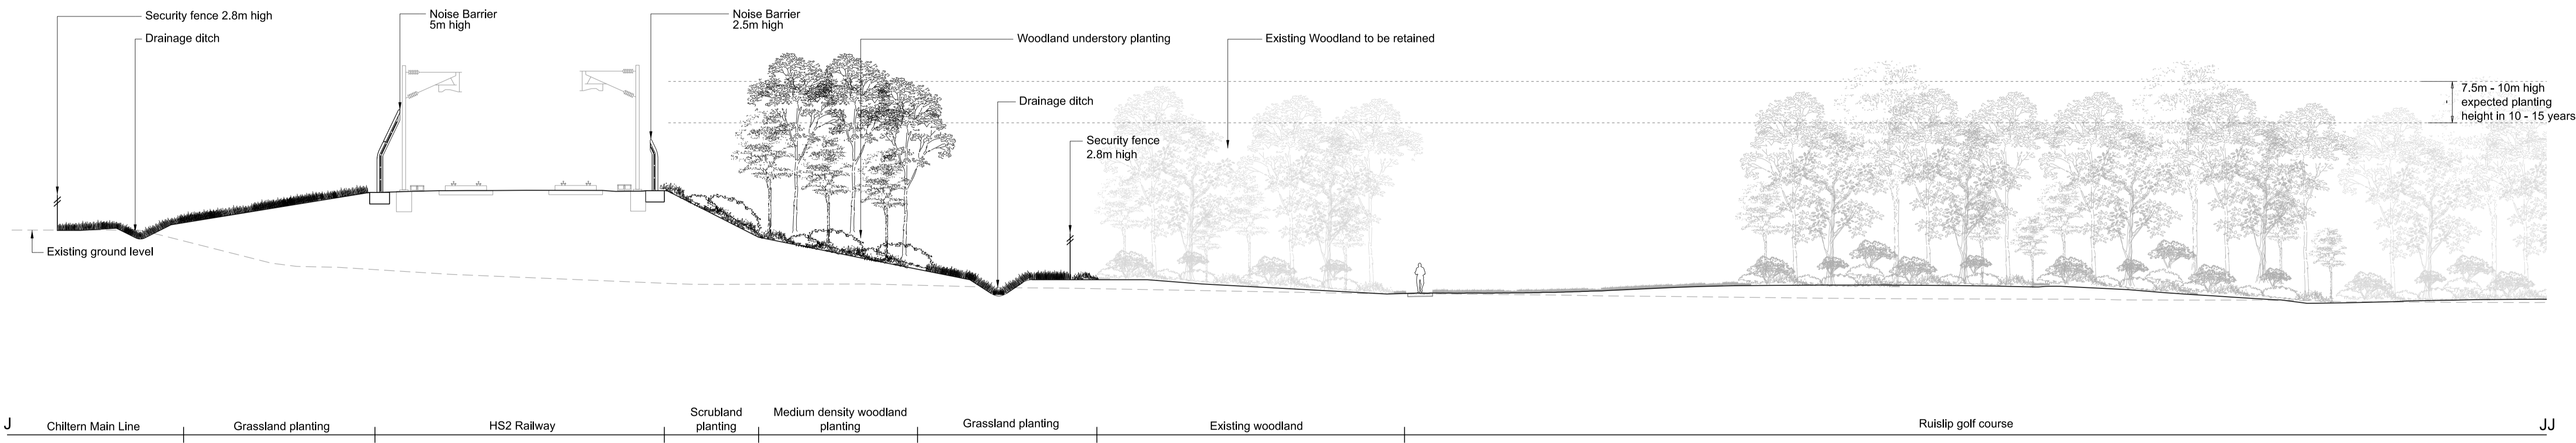 Security fence 2.8m high
Drainage ditch
Noise Barrier
5m high
Noise Barrier
2.5m high
Woodland understory planting
Existing Woodland to be retained
Drainage ditch
Security fence
2.8m high
7.5m - 10m high
expected planting
height in 10 - 15 years
Existing ground level
J
Chiltern Main Line
Grassland planting
HS2 Railway
Scrubland
planting
Medium density woodland
planting
Grassland planting
Existing woodland
Ruislip golf course
JJ